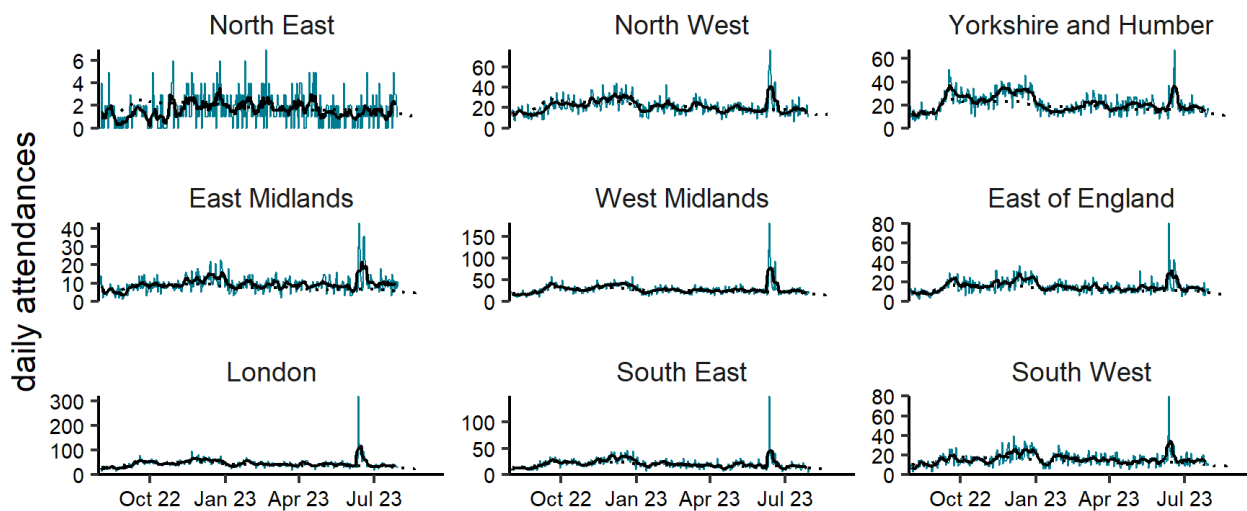 North East
North West
Yorkshire and Humber
6
4
2
0
60
40
20
0
60
40
20
0
East Midlands
West Midlands
East of England
40
30
20
10
0
150
100
50
0
80
60
40
20
0
London
South East
South West
300
200
100
0
100
50
0
80
60
40
20
0
Oct 22 Jan 23 Apr 23 Jul 23
Oct 22 Jan 23 Apr 23 Jul 23
Oct 22 Jan 23 Apr 23 Jul 23
daily attendances